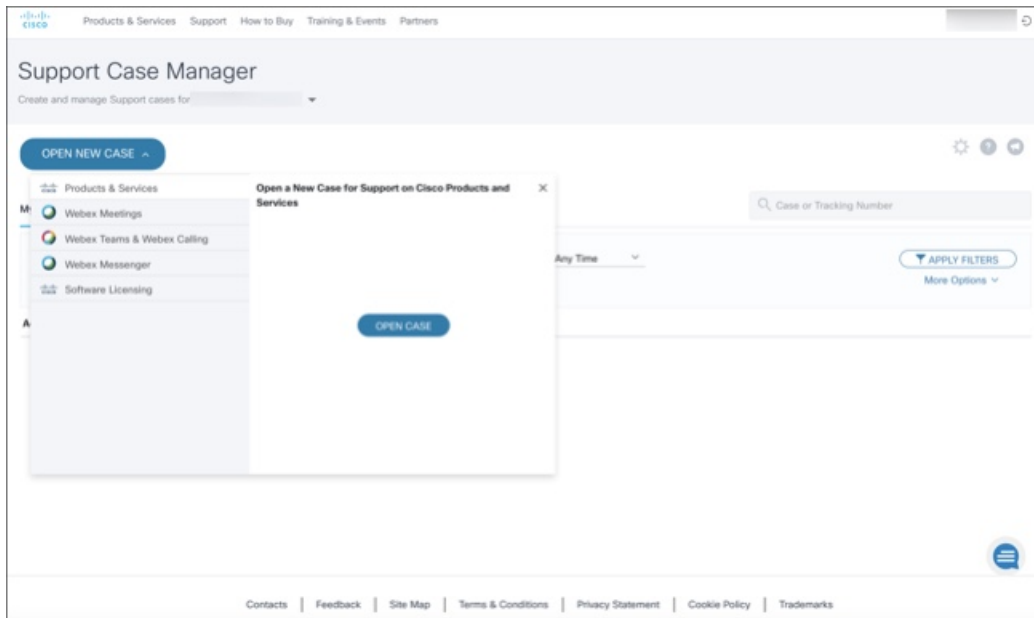 CISCO
Products & Services Support How to Buy Training & Events Partners
Support Case Manager
Create and manage Support cases for
OPEN NEW CASE
Products & Services
Webex Meetings
Webex Teams & Webex Calling
Webex Messenger
Software Licensing
Open a New Case for Support on Cisco Products and
Services
OPEN CASE
Case or Tracking Number
Any Time
APPLY FILTERS
More Options
Contacts | Feedback | Site Map | Terms & Conditions | Privacy Statement | Cookie Policy | Trademarks